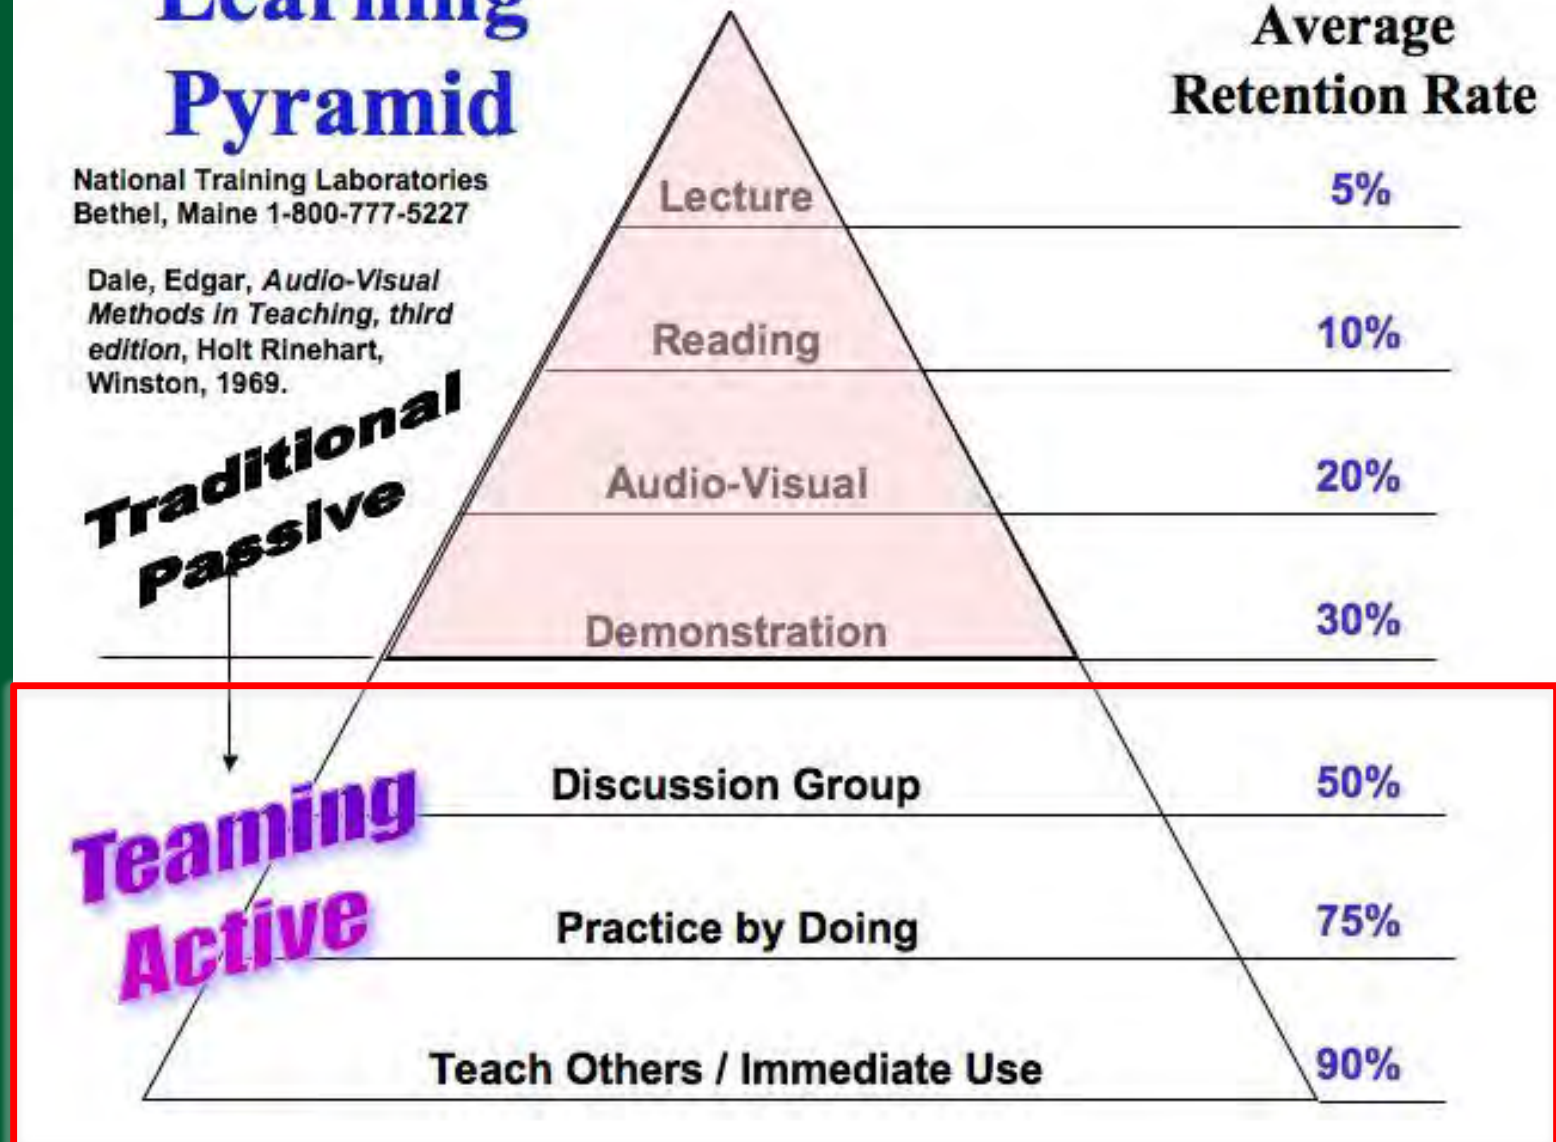 Learning
Pyramid
National Training Laboratories
Bethel, Maine 1-800-777-5227
Dale, Edgar, Audio-Visual
Methods in Teaching, third
edition, Holt Rinehart,
Winston, 1969.
Average
Retention Rate
Lecture 5%
Reading 10%
Audio-Visual 20%
Demonstration 30%
Traditional
Passive
Discussion Group 50%
Practice by Doing 75%
Teach Others / Immediate Use 90%
Teaming
Active